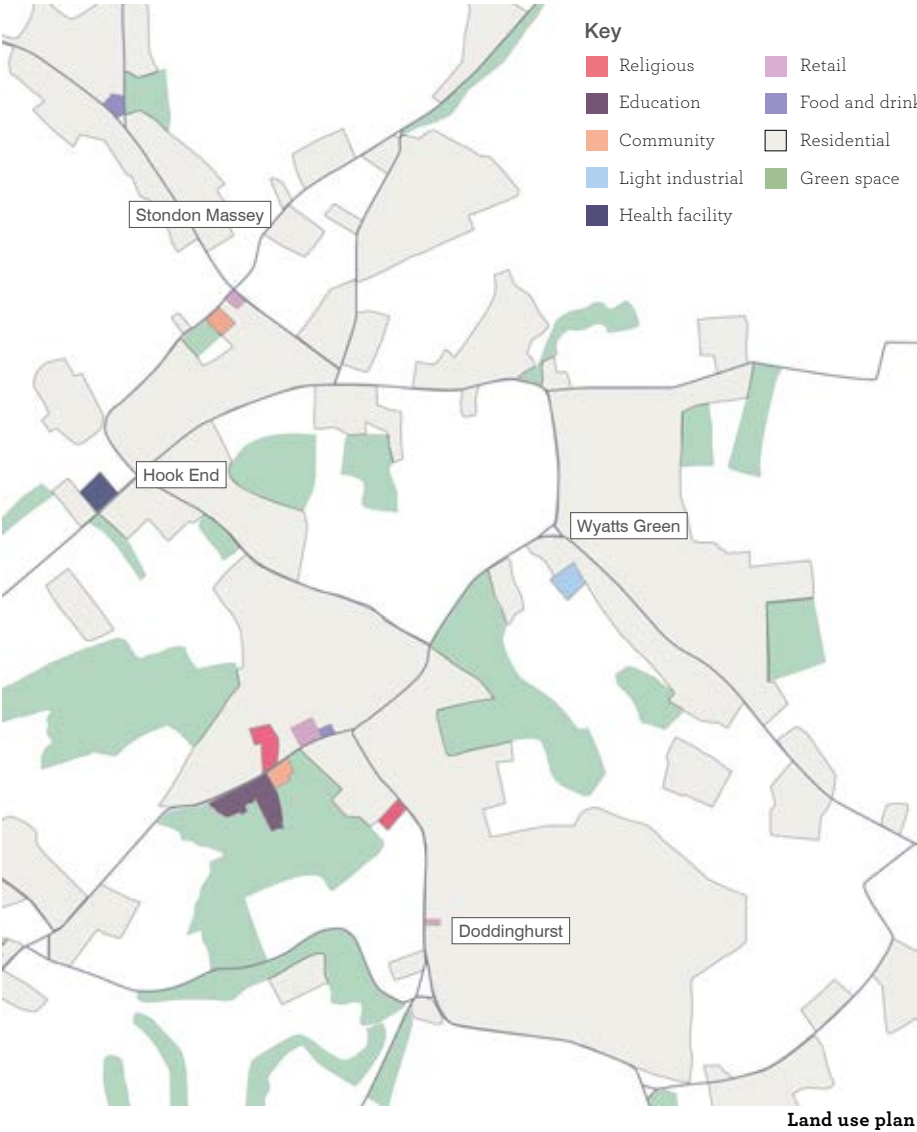 Key
Religious
Retail
Education
Food and drink
Community
Residential
Light industrial
Green space
Health facility
Stondon Massey
Hook End
Wyatts Green
Doddinghurst
Land use plan